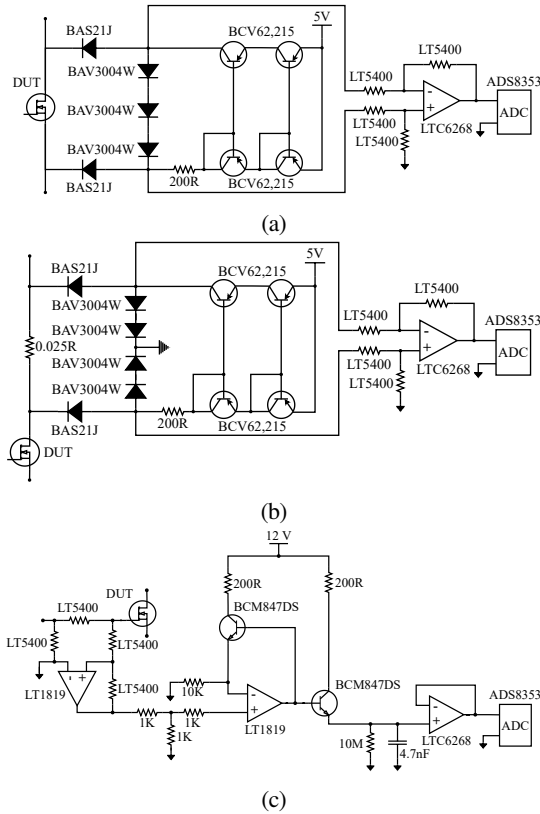 BAS21J
BCV62,215
5V
BAV3004W
DUT
BAV3004W
BAV3004W
BAS21J
200R
BCV62,215
LT5400
LT5400
LT5400
LT5400
LTC6268
ADS8353
ADC
(a)
BAS21J
BCV62,215
5V
BAV3004W
BAV3004W
0.025R
BAV3004W
BAV3004W
BAS21J
200R
BCV62,215
DUT
LT5400
LT5400
LT5400
LT5400
LTC6268
ADS8353
ADC
(b)
12 V
200R
200R
BCM847DS
DUT
LT5400
LT5400
LT5400
LT5400
LT1819
10K
1K
1K
1K
LT1819
BCM847DS
10M
4.7nF
LTC6268
ADS8353
ADC
(c)